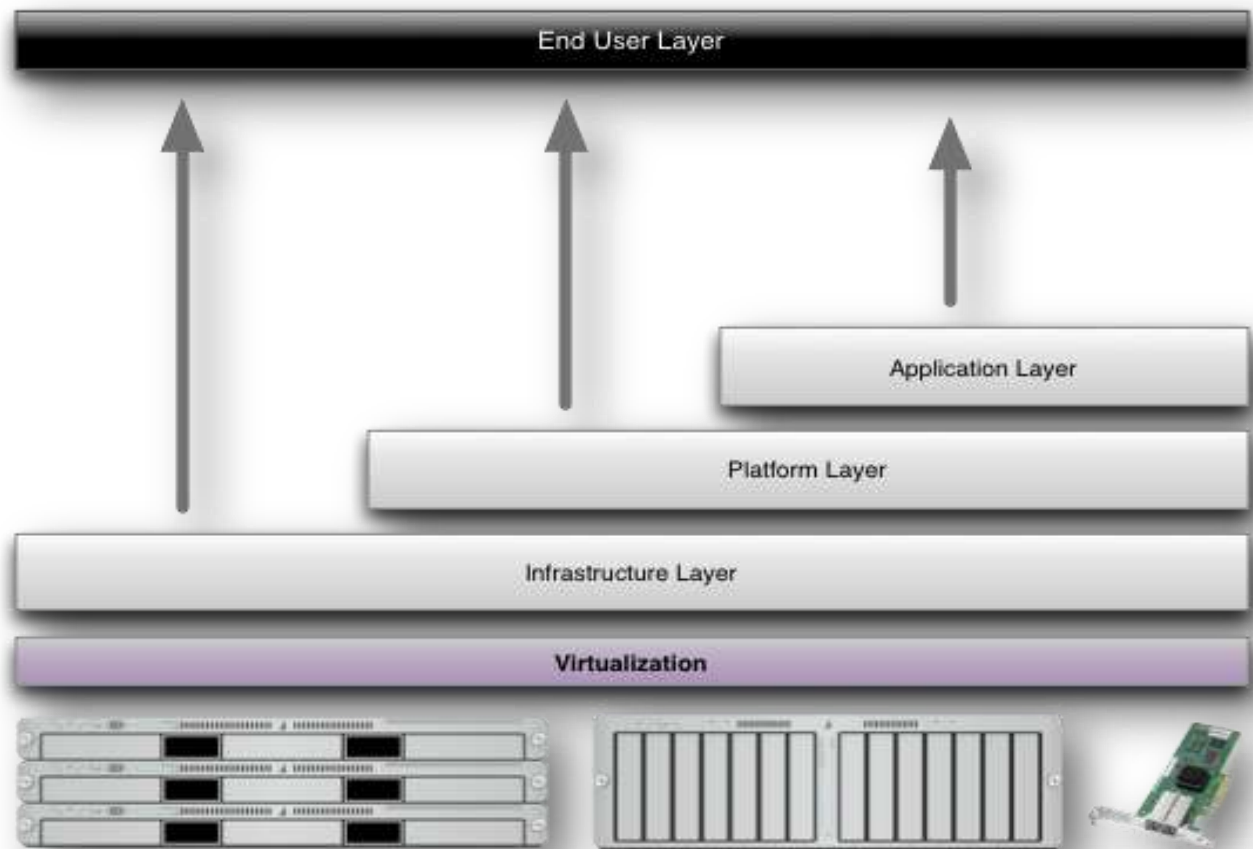 End User Layer
Application Layer
Platform Layer
Infrastructure Layer
Virtualization